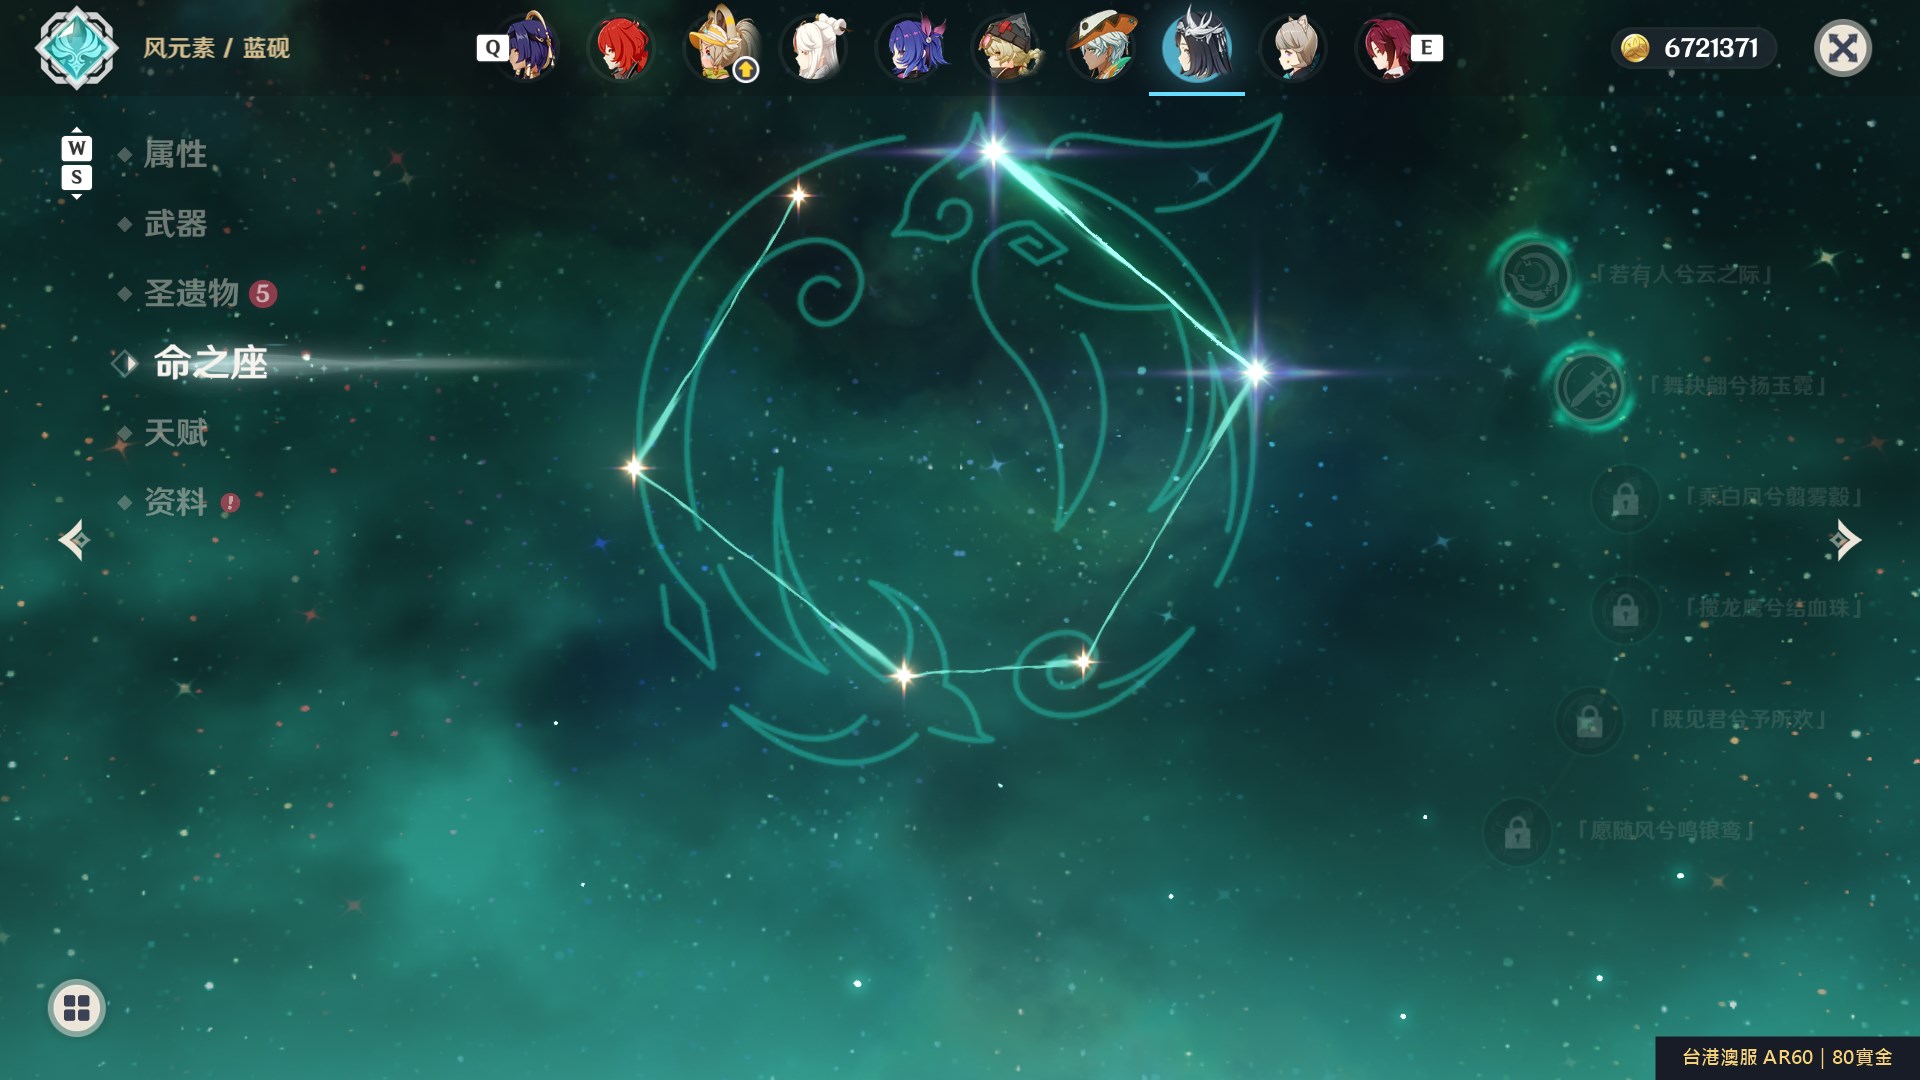 风元素 / 蓝砚
Q
E
6721371
W
S
属性
武器
圣遗物 5
命之座
天赋
资料 !
「若有人兮云之际」
「舞袂翩兮扬玉霓」
「乘白凤兮翦雾縠」
「揽龙鹰兮结血珠」
「既见君兮予所欢」
「愿随风兮鸣银鸾」
台港澳服 AR60 | 80實金